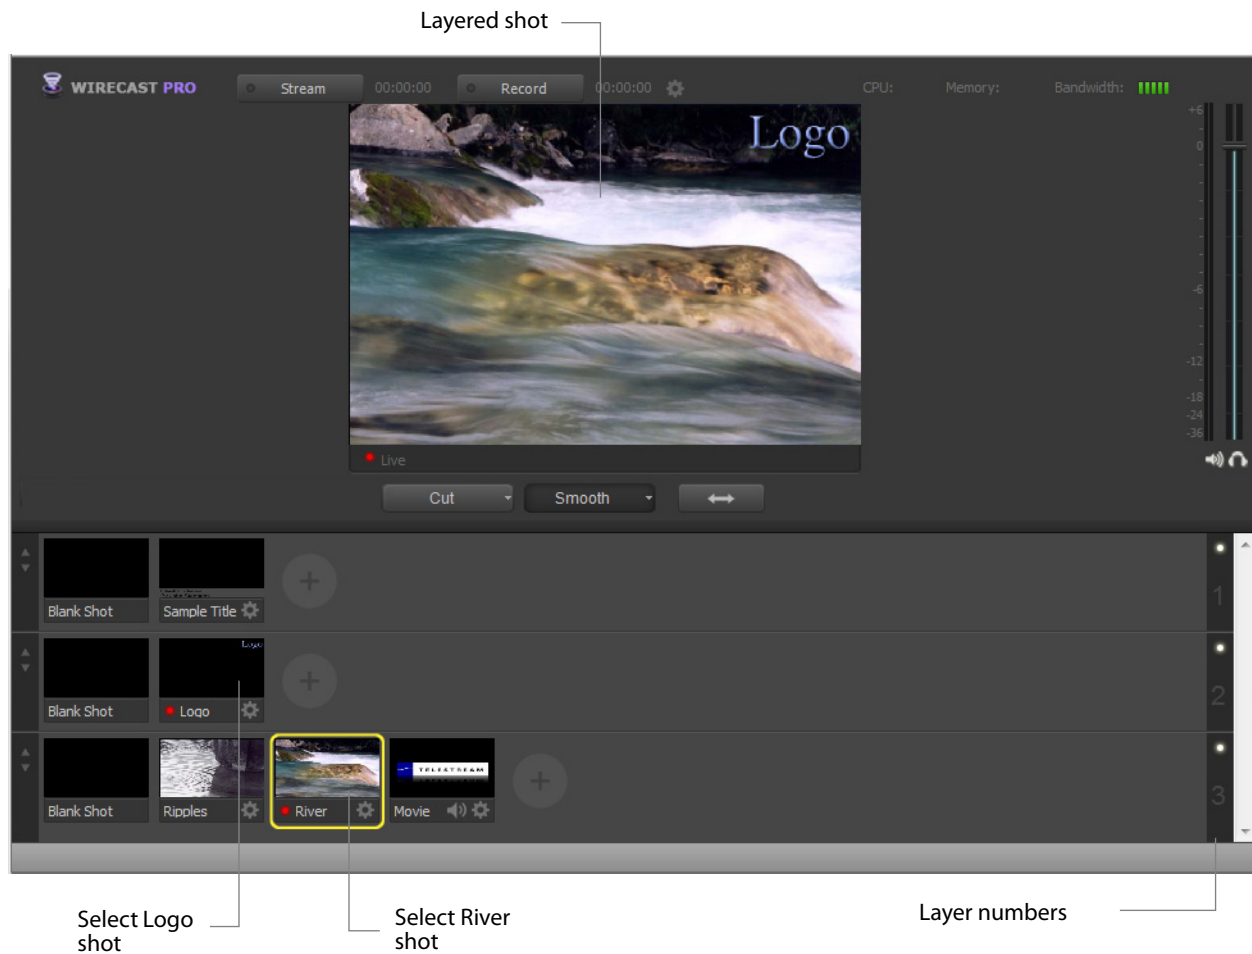 Layered shot
WIRECAST PRO
Stream
00:00:00
Record
00:00:00
CPU:
Memory:
Bandwidth:
Logo
+6
0
-6
-12
-18
-24
-36
Live
Cut
Smooth
1
Blank Shot
Sample Title
Logo
2
Blank Shot
Logo
TELESTREAM
3
Blank Shot
Ripples
River
Movie
Select Logo
shot
Select River
shot
Layer numbers